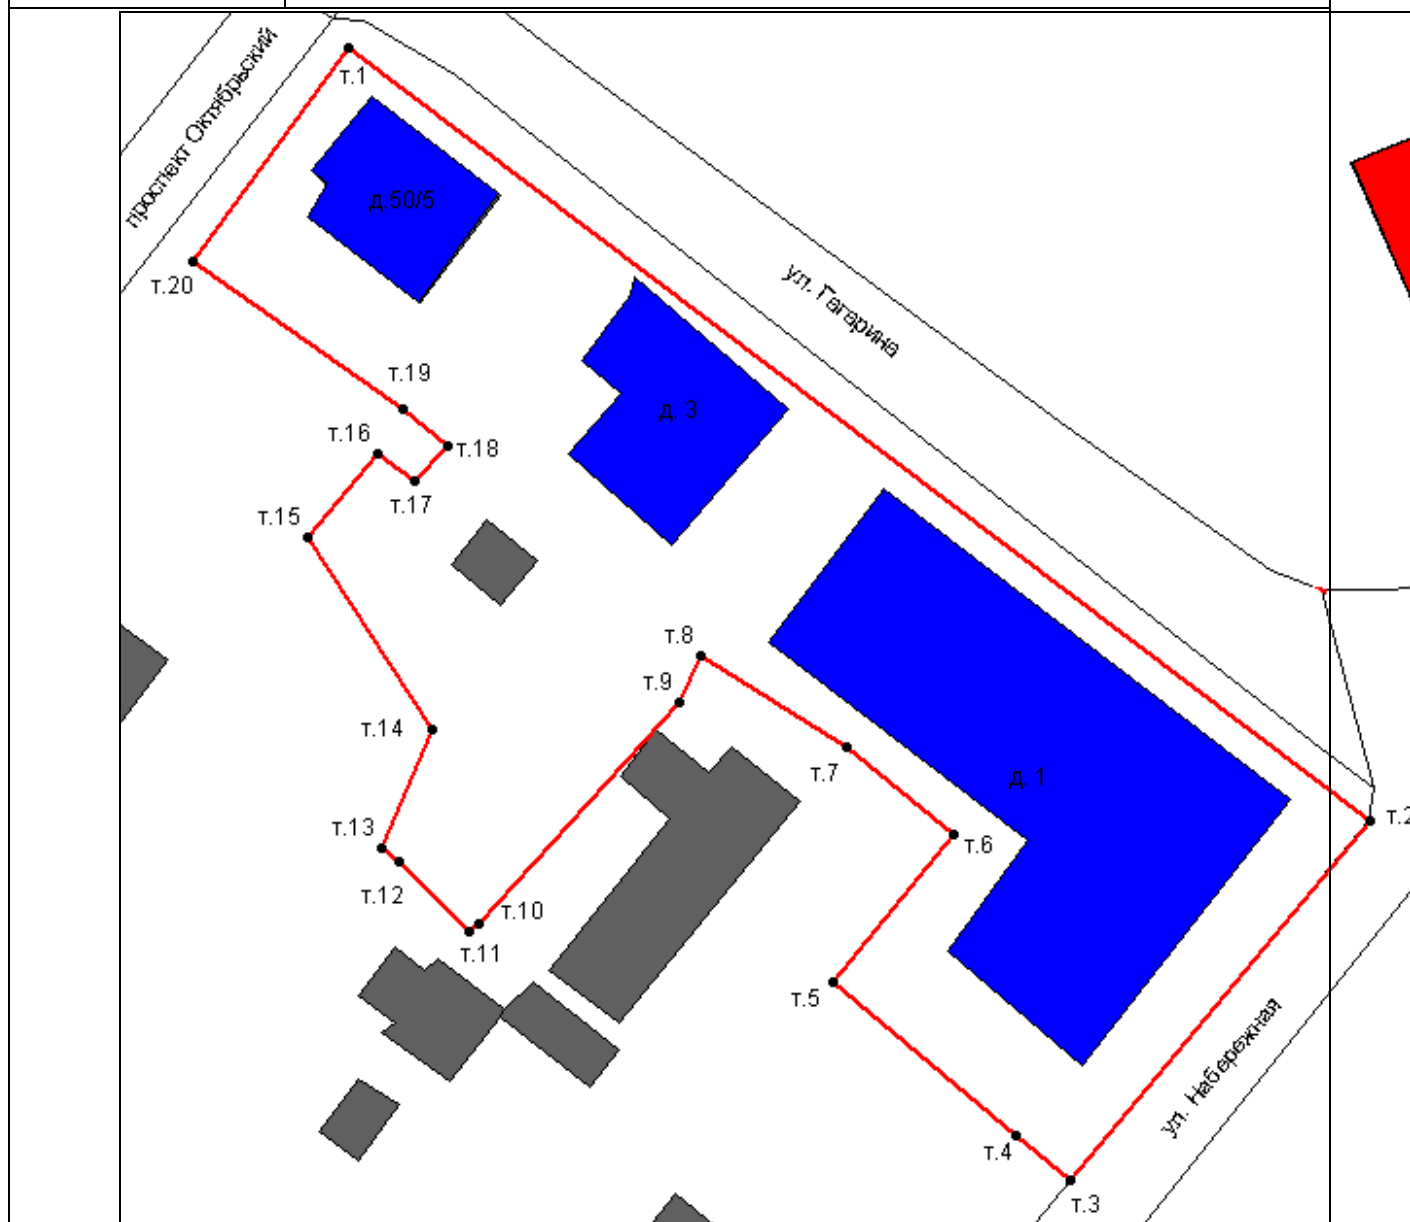 проспект Октябрьский
т.1
д.50/5
т.20
ул. Гагарина
т.19
д. 3
т.16
т.18
т.17
т.15
т.8
т.9
т.14
т.7
д. 1
т.2
т.13
т.6
т.12
т.10
т.11
т.5
ул. Набережная
т.4
т.3